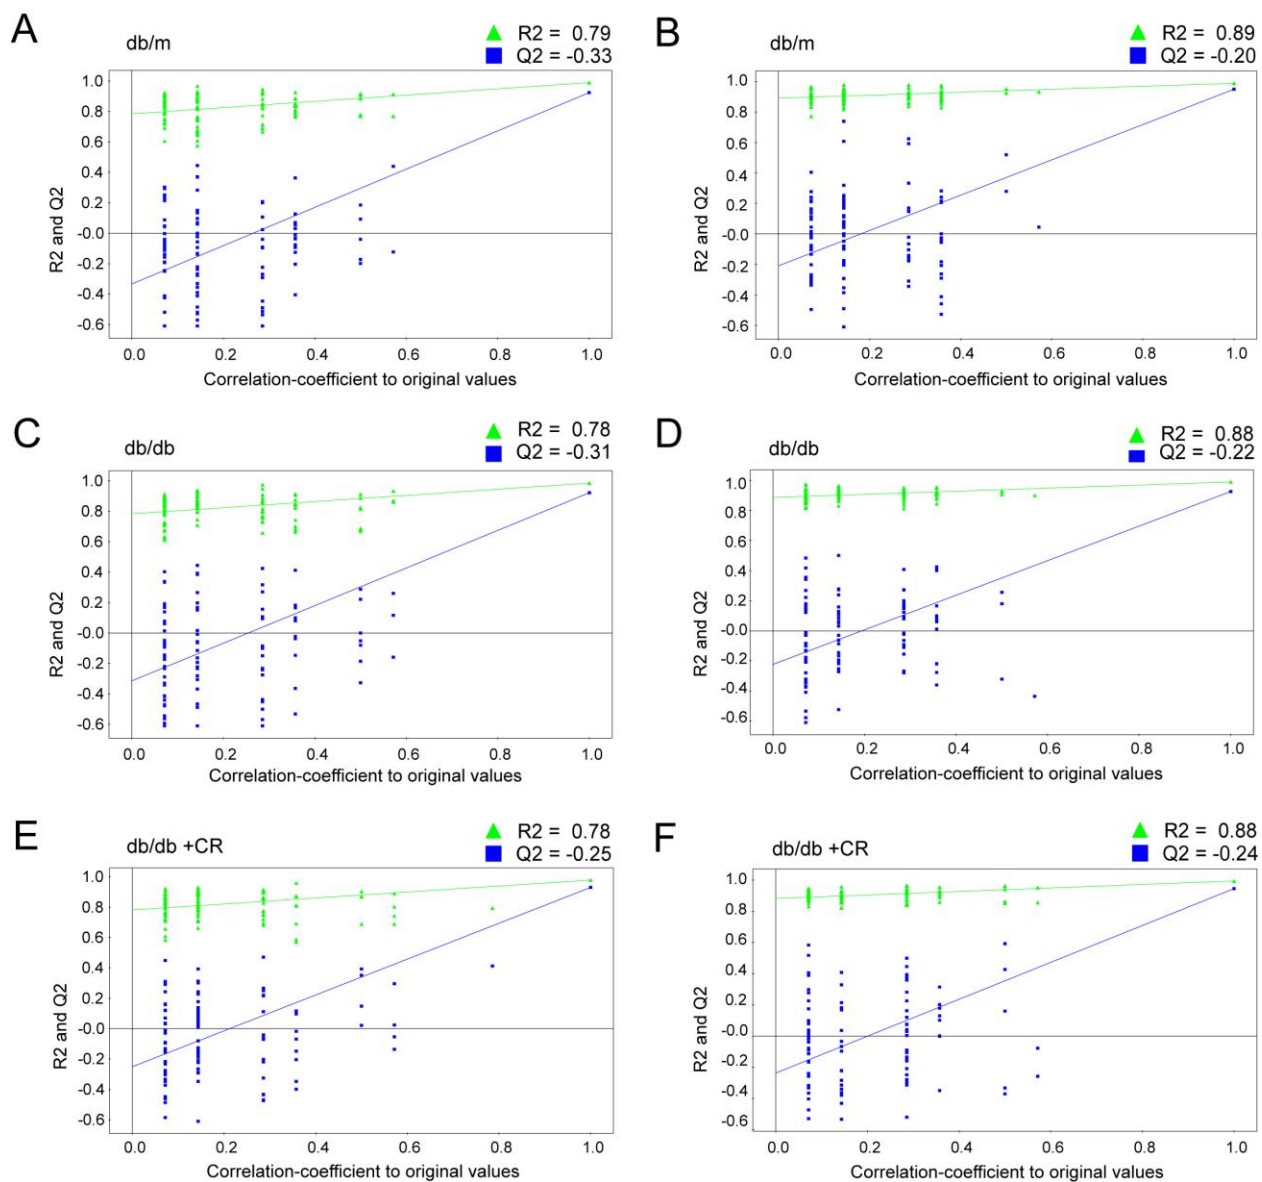 A
db/m
R2 = 0.79
Q2 = -0.33
1.0
0.8
0.6
0.4
0.2
-0.0
-0.2
-0.4
-0.6
R2 and Q2
0.0 0.2 0.4 0.6 0.8 1.0
Correlation-coefficient to original values
B
db/m
R2 = 0.89
Q2 = -0.20
1.0
0.8
0.6
0.4
0.2
-0.0
-0.2
-0.4
-0.6
R2 and Q2
0.0 0.2 0.4 0.6 0.8 1.0
Correlation-coefficient to original values
C
db/db
R2 = 0.78
Q2 = -0.31
1.0
0.8
0.6
0.4
0.2
-0.0
-0.2
-0.4
-0.6
R2 and Q2
0.0 0.2 0.4 0.6 0.8 1.0
Correlation-coefficient to original values
D
db/db
R2 = 0.88
Q2 = -0.22
1.0
0.8
0.6
0.4
0.2
-0.0
-0.2
-0.4
-0.6
R2 and Q2
0.0 0.2 0.4 0.6 0.8 1.0
Correlation-coefficient to original values
E
db/db +CR
R2 = 0.78
Q2 = -0.25
1.0
0.8
0.6
0.4
0.2
-0.0
-0.2
-0.4
-0.6
R2 and Q2
0.0 0.2 0.4 0.6 0.8 1.0
Correlation-coefficient to original values
F
db/db +CR
R2 = 0.88
Q2 = -0.24
1.0
0.8
0.6
0.4
0.2
-0.0
-0.2
-0.4
-0.6
R2 and Q2
0.0 0.2 0.4 0.6 0.8 1.0
Correlation-coefficient to original values